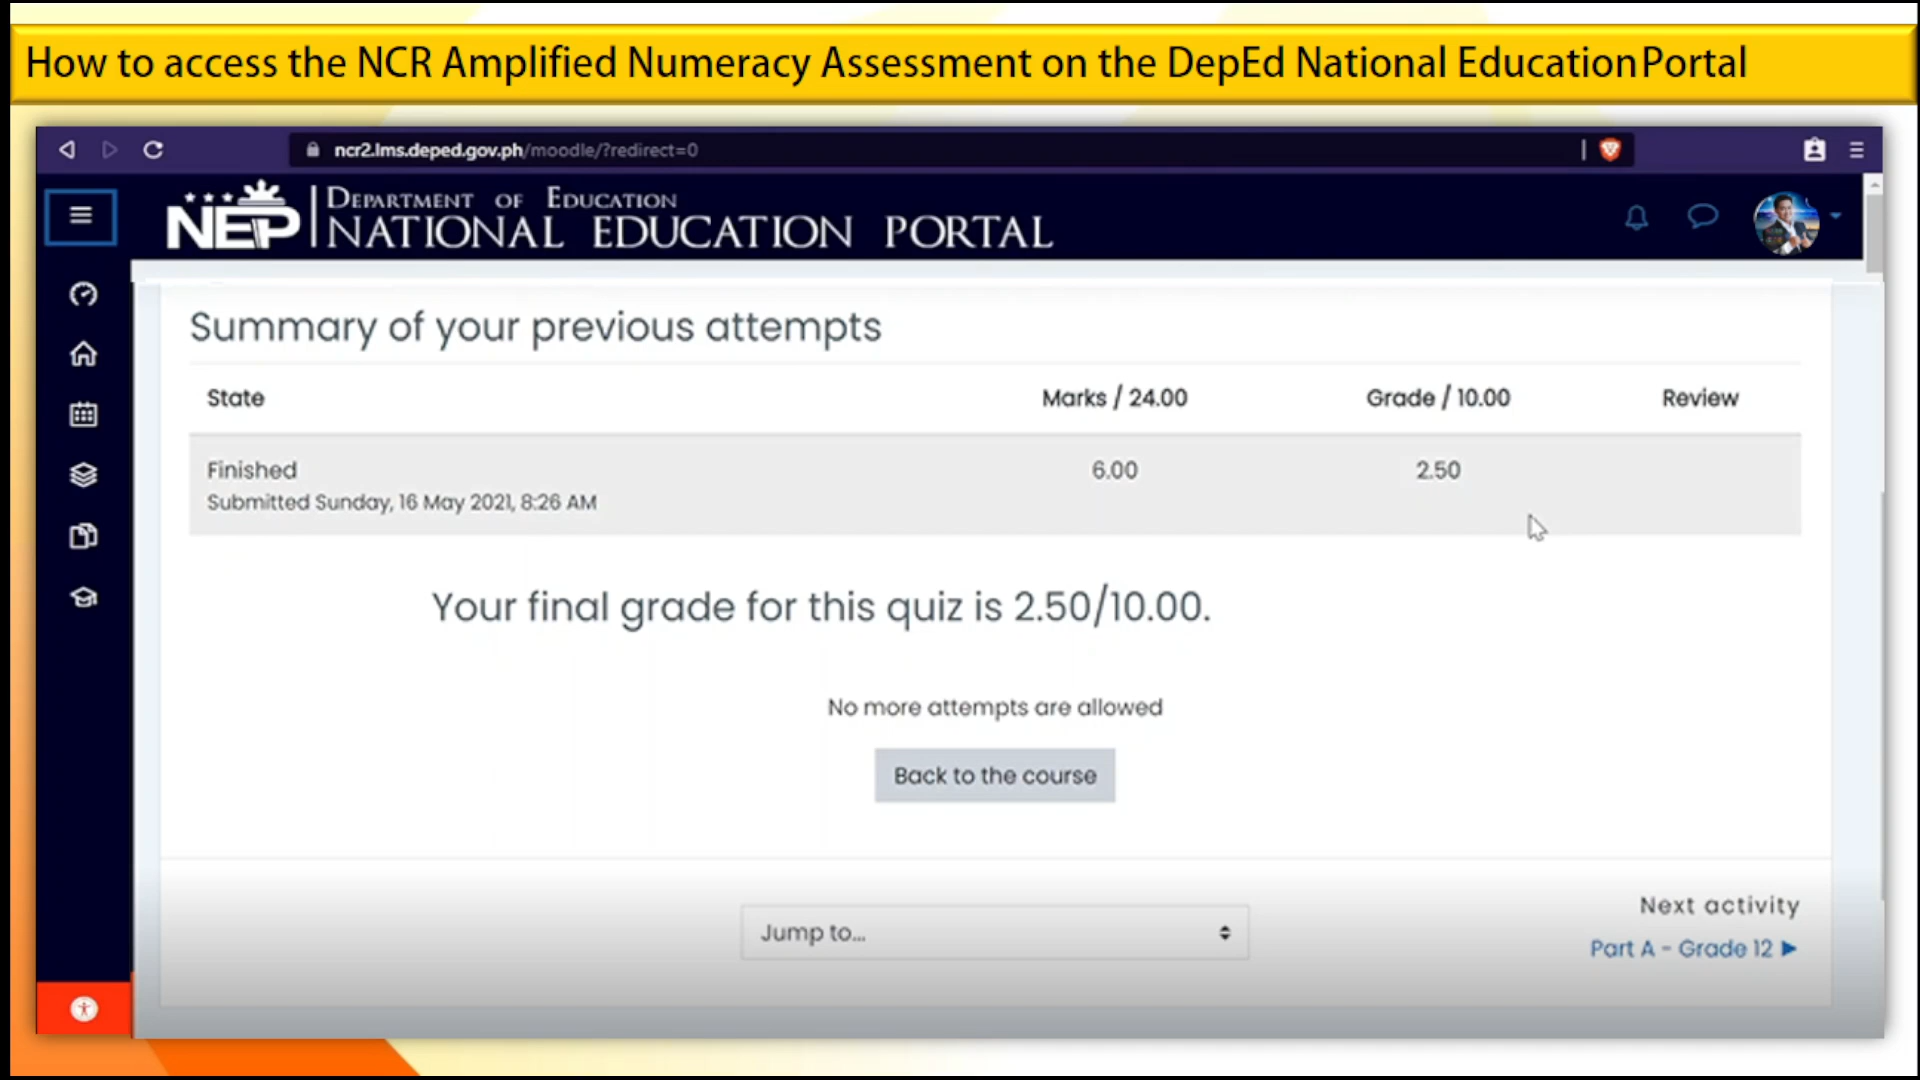 How to access the NCR Amplified Numeracy Assessment on the DepEd National Education Portal
ncr2.lms.deped.gov.ph/moodle/?redirect=0
NEP
DEPARTMENT OF EDUCATION
NATIONAL EDUCATION PORTAL
Summary of your previous attempts
State Marks / 24.00 Grade / 10.00 Review
Finished 6.00 2.50
Submitted Sunday, 16 May 2021, 8:26 AM
Your final grade for this quiz is 2.50/10.00.
No more attempts are allowed
Back to the course
Next activity
Jump to...
Part A - Grade 12 ▶